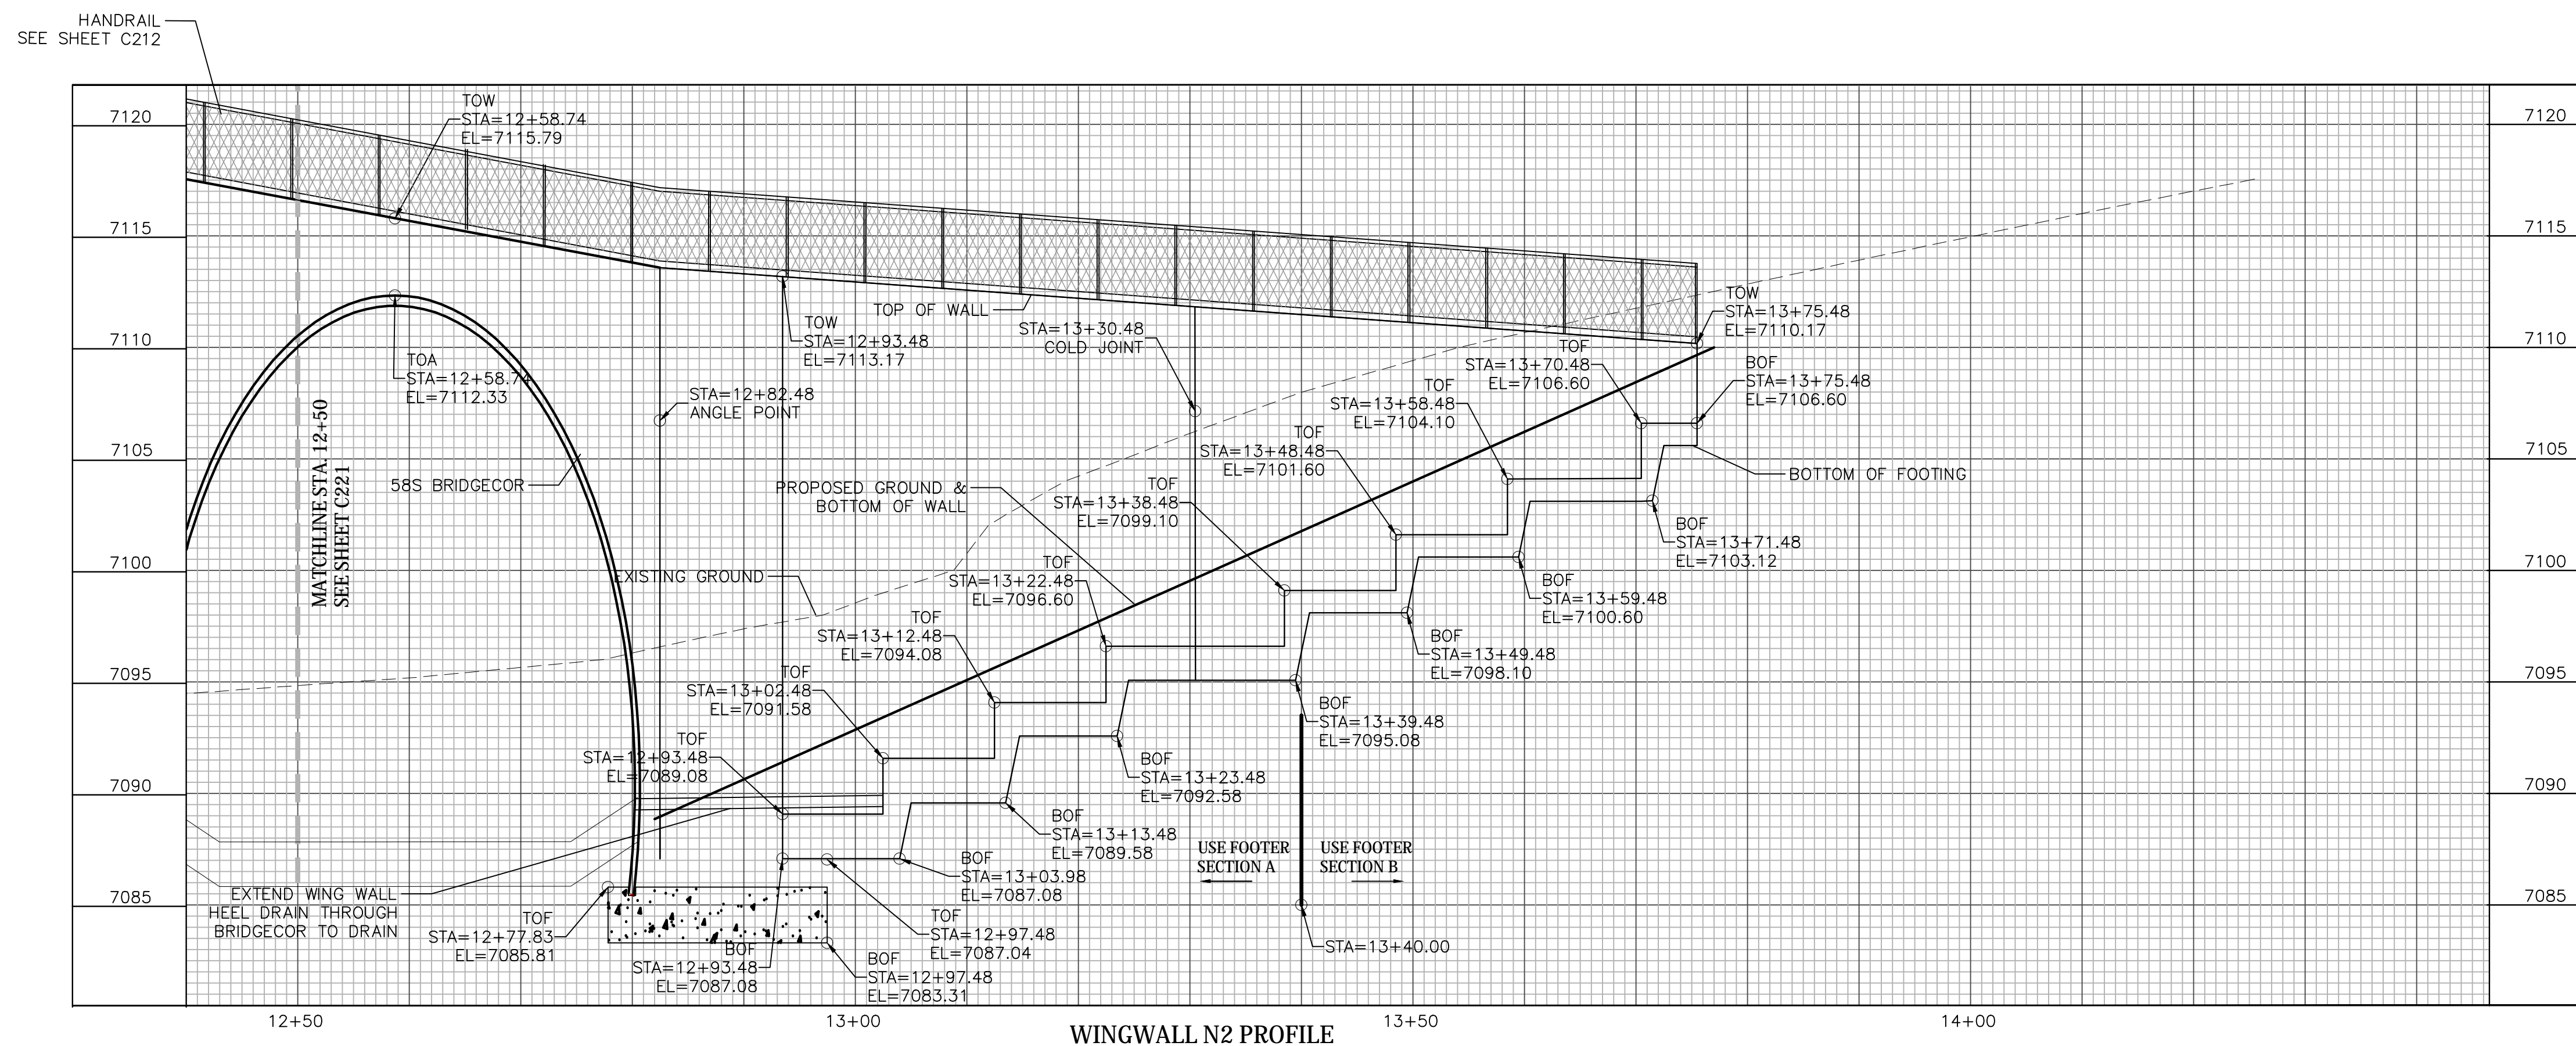 HANDRAIL
SEE SHEET C212
7120
7115
7110
7105
7100
7095
7090
7085
TOW
STA=12+58.74
EL=7115.79
TOA
STA=12+58.74
EL=7112.33
MATCHLINE STA. 12+50
SEE SHEET C221
58S BRIDGECOR
STA=12+82.48
ANGLE POINT
TOW
STA=12+93.48
EL=7113.17
TOP OF WALL
STA=13+30.48
COLD JOINT
TOW
STA=13+75.48
EL=7110.17
TOF
STA=13+70.48
EL=7106.60
BOF
STA=13+75.48
EL=7106.60
TOF
STA=13+58.48
EL=7104.10
TOF
STA=13+48.48
EL=7101.60
BOTTOM OF FOOTING
PROPOSED GROUND &
BOTTOM OF WALL
TOF
STA=13+38.48
EL=7099.10
BOF
STA=13+71.48
EL=7103.12
EXISTING GROUND
TOF
STA=13+22.48
EL=7096.60
BOF
STA=13+59.48
EL=7100.60
TOF
STA=13+12.48
EL=7094.08
BOF
STA=13+49.48
EL=7098.10
TOF
STA=13+02.48
EL=7091.58
BOF
STA=13+39.48
EL=7095.08
TOF
STA=12+93.48
EL=7089.08
BOF
STA=13+23.48
EL=7092.58
BOF
STA=13+13.48
EL=7089.58
USE FOOTER
SECTION A
USE FOOTER
SECTION B
BOF
STA=13+03.98
EL=7087.08
EXTEND WING WALL
HEEL DRAIN THROUGH
BRIDGECOR TO DRAIN
TOF
STA=12+77.83
EL=7085.81
TOF
STA=12+97.48
EL=7087.04
STA=13+40.00
BOF
STA=12+93.48
EL=7087.08
BOF
STA=12+97.48
EL=7083.31
7120
7115
7110
7105
7100
7095
7090
7085
12+50
13+00
13+50
14+00
WINGWALL N2 PROFILE